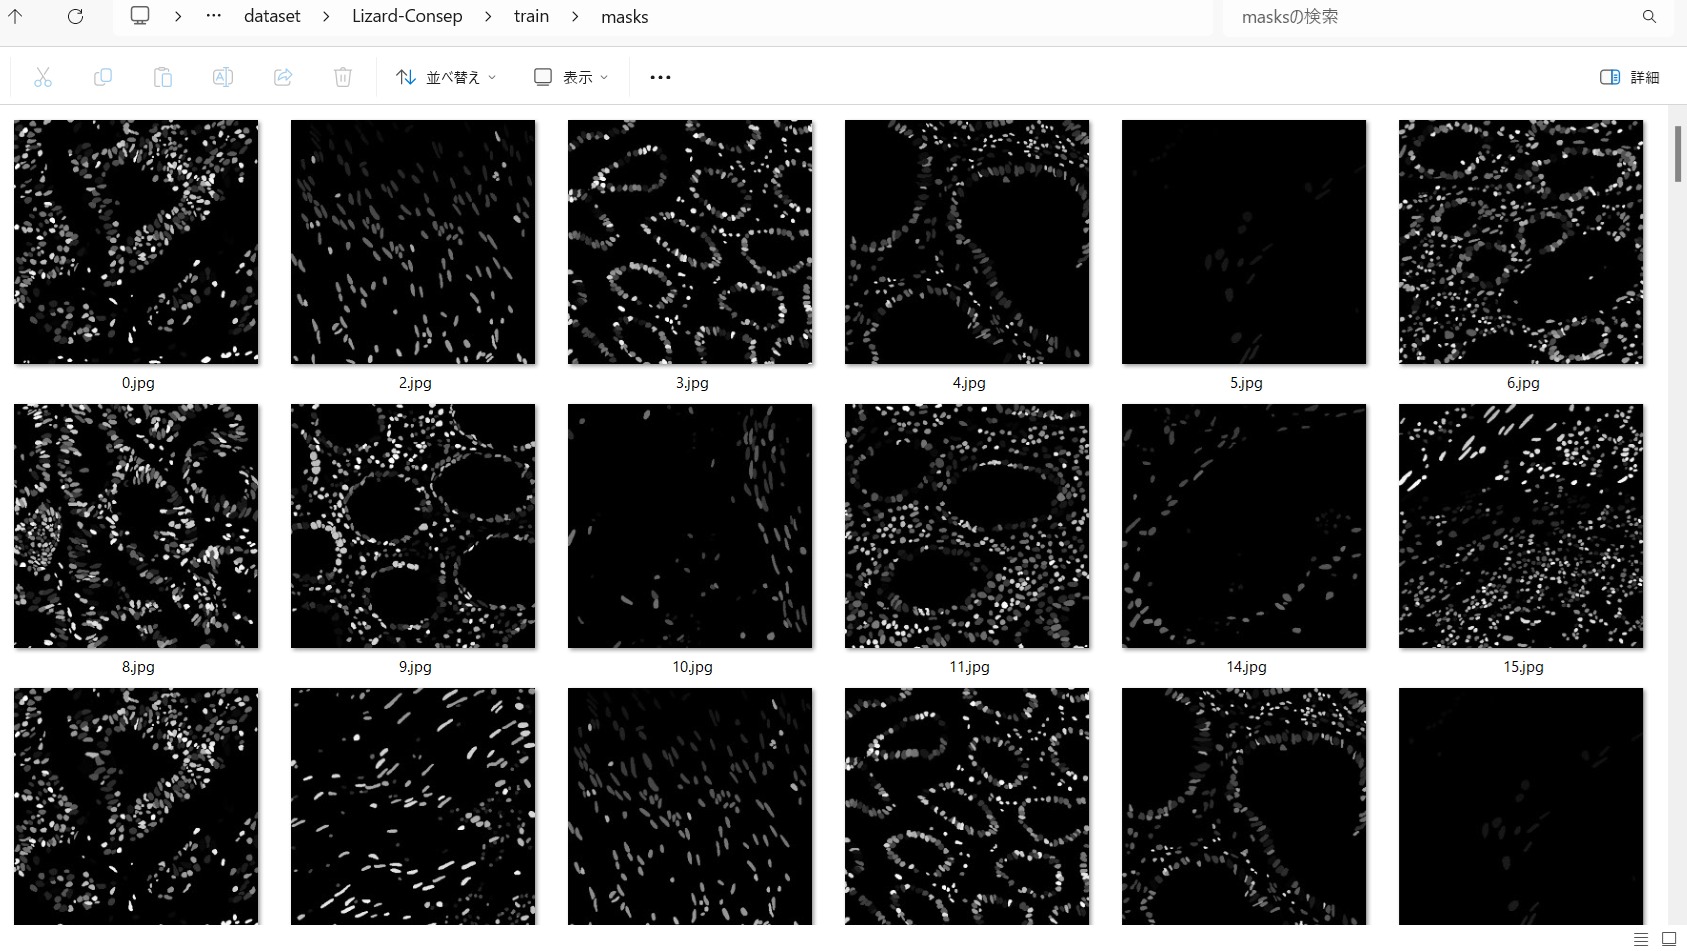 … dataset > Lizard-Consep > train > masks
masksの検索
並べ替え
表示
詳細
0.jpg
2.jpg
3.jpg
4.jpg
5.jpg
6.jpg
8.jpg
9.jpg
10.jpg
11.jpg
14.jpg
15.jpg